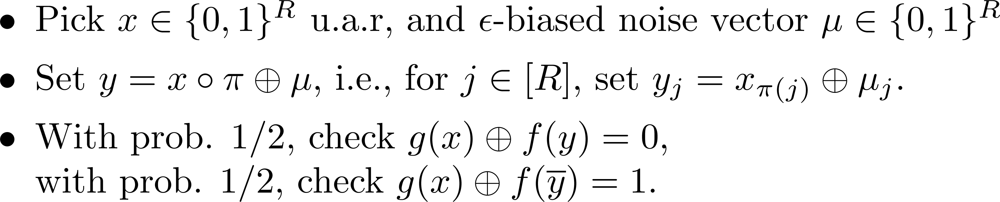 • Pick $x \in \{0,1\}^R$ u.a.r, and $\epsilon$-biased noise vector $\mu \in \{0,1\}^R$
• Set $y = x \circ \pi \oplus \mu$, i.e., for $j \in [R]$, set $y_j = x_{\pi(j)} \oplus \mu_j$.
• With prob. $1/2$, check $g(x) \oplus f(y) = 0$,
with prob. $1/2$, check $g(x) \oplus f(\overline{y}) = 1$.